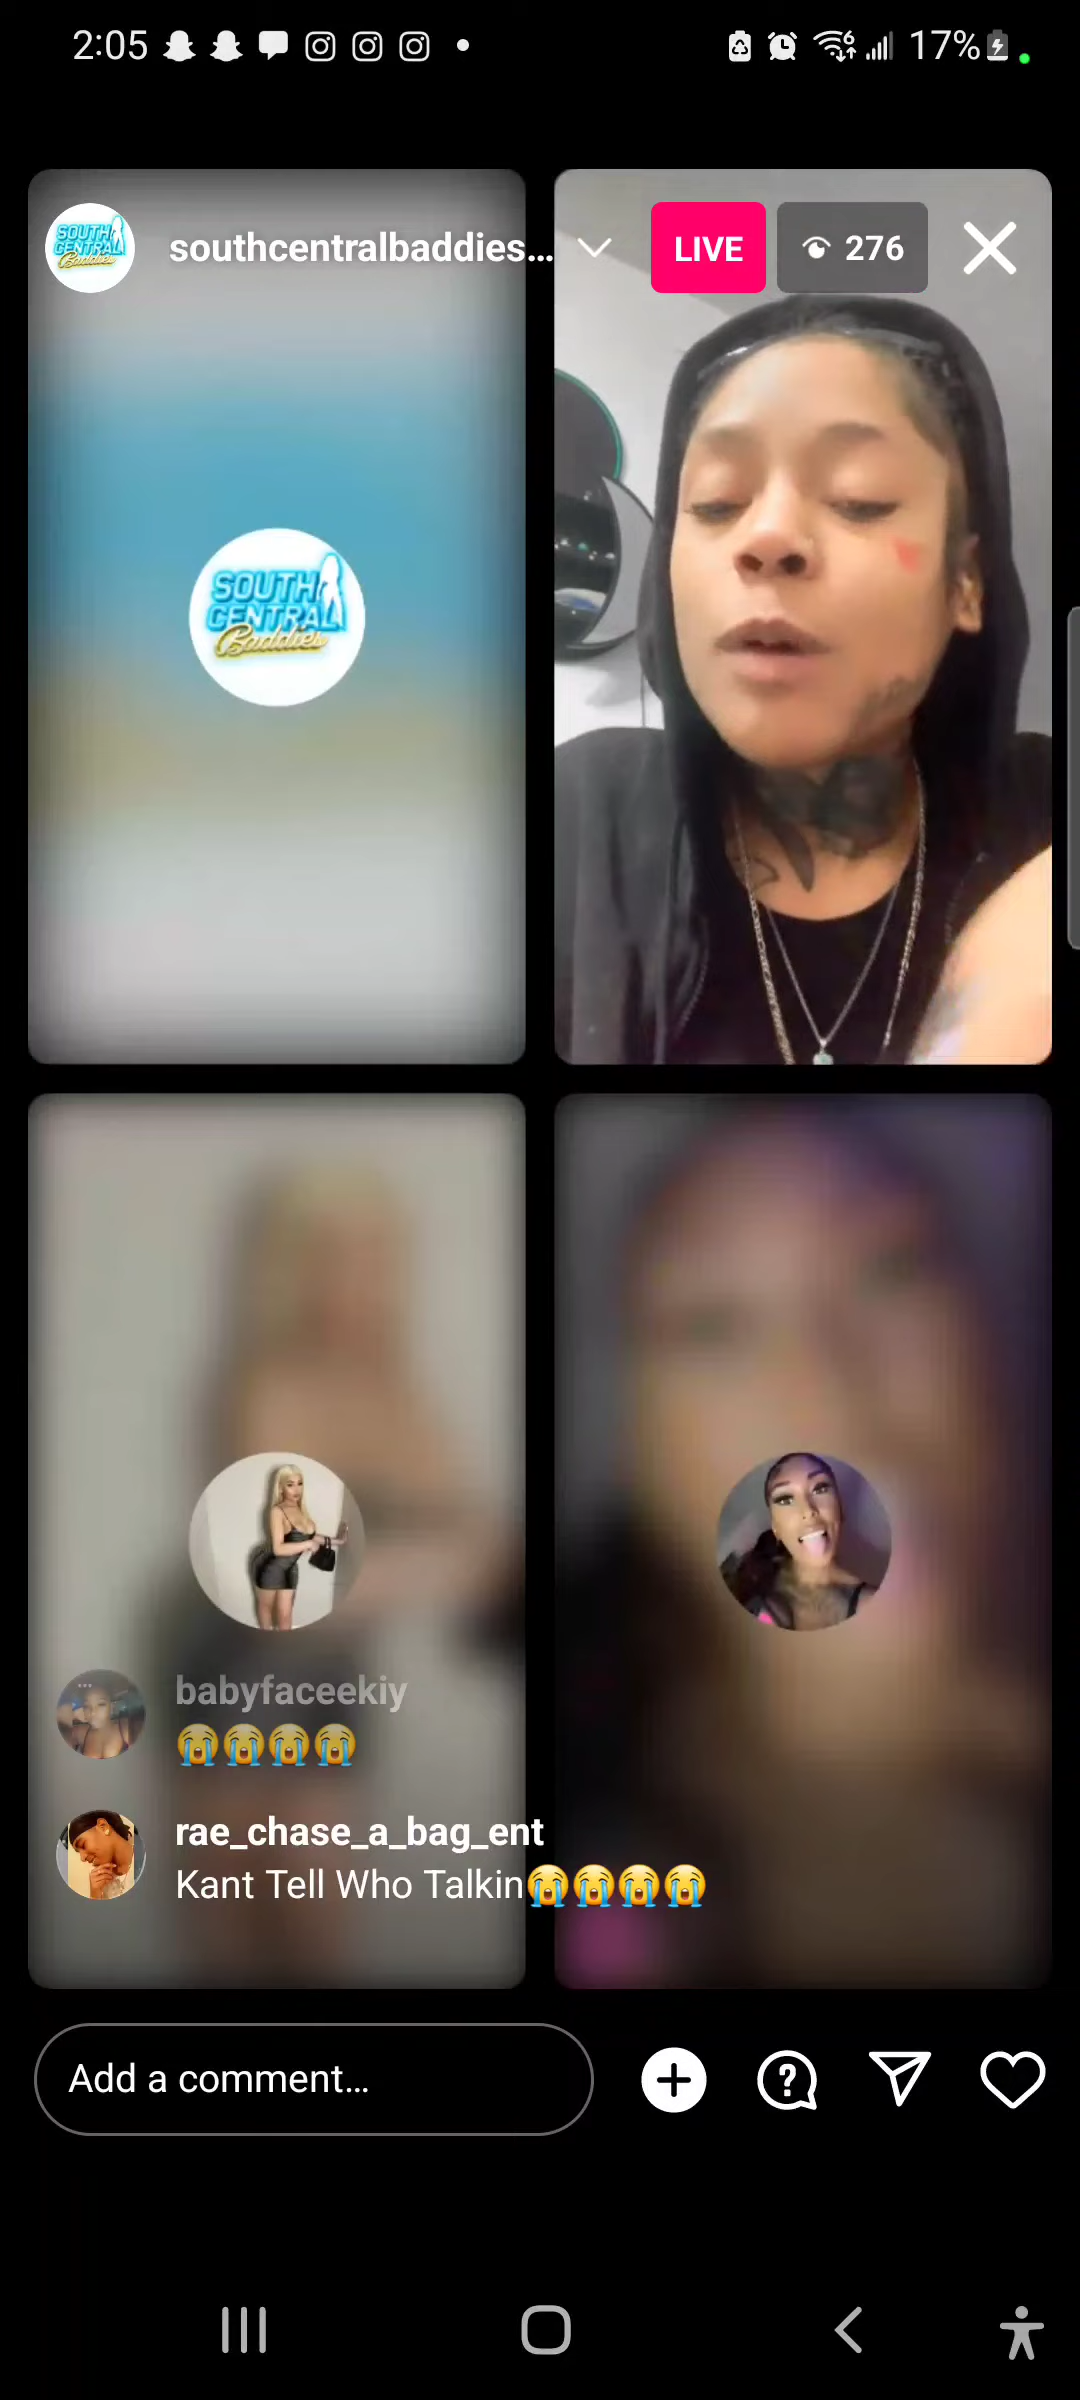 2:05
17%
SOUTH
CENTRAL
Baddies
southcentralbaddies...
LIVE
276
SOUTH
CENTRAL
Baddies
babyfaceekiy
😭😭😭😭
rae_chase_a_bag_ent
Kant Tell Who Talkin😭😭😭😭
Add a comment...